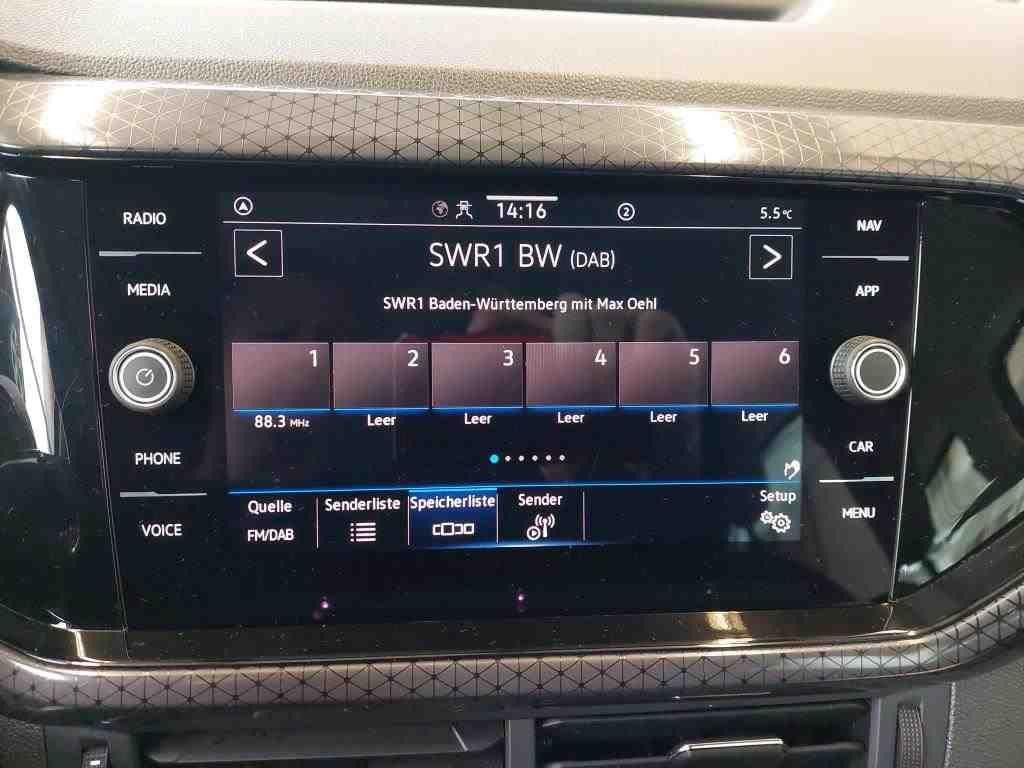 RADIO
MEDIA
PHONE
VOICE
14:16
2
5.5°C
SWR1 BW (DAB)
SWR1 Baden-Württemberg mit Max Oehl
1 2 3 4 5 6
88.3 MHz Leer Leer Leer Leer Leer
Quelle Senderliste Speicherliste Sender Setup
FM/DAB
NAV
APP
CAR
MENU